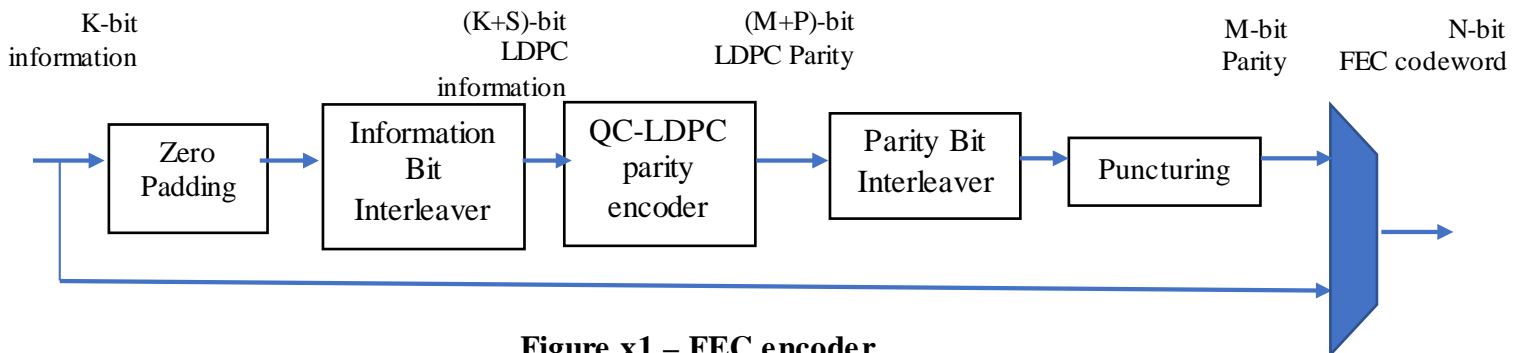 K-bit
information
(K+S)-bit
LDPC
information
(M+P)-bit
LDPC Parity
M-bit
Parity
N-bit
FEC codeword
Zero
Padding
Information
Bit
Interleaver
QC-LDPC
parity
encoder
Parity Bit
Interleaver
Puncturing
Figure x1 – FEC encoder